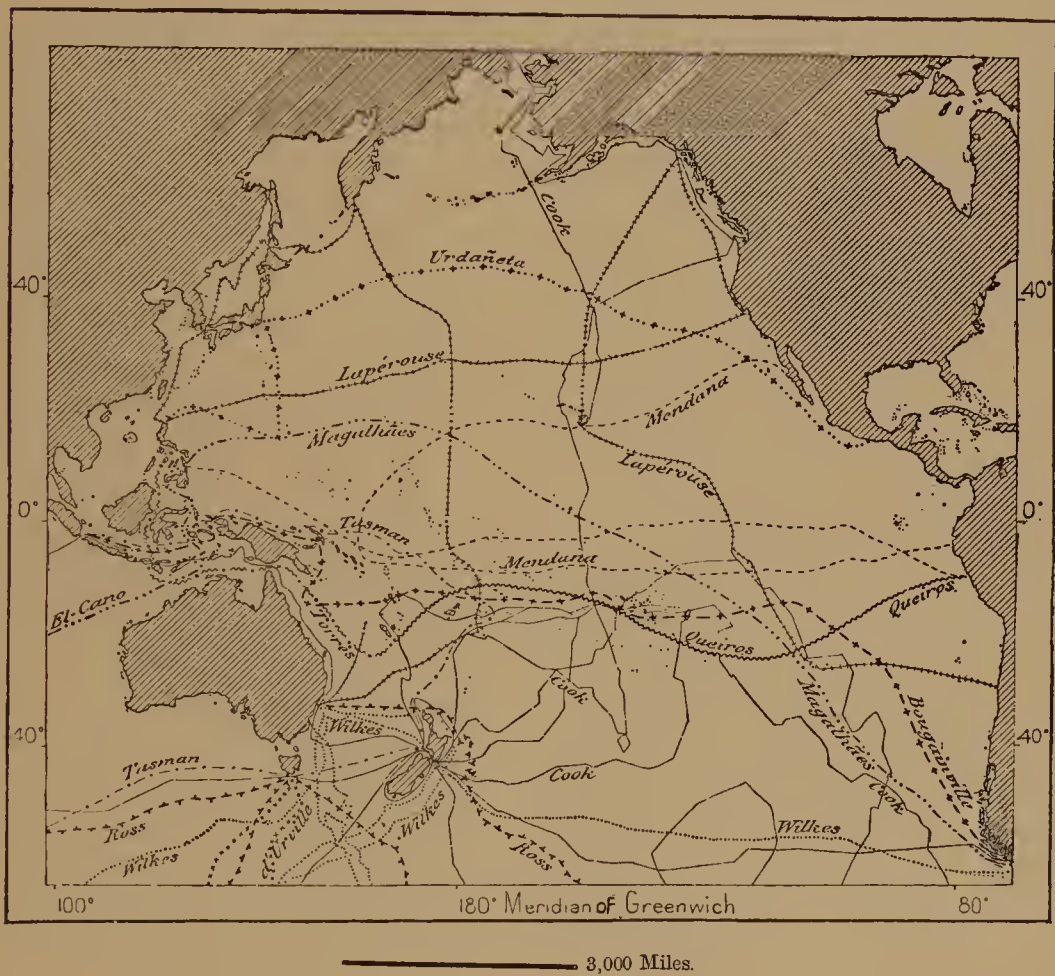 Cook
Urdañeta
40°
40°
Lapérouse
Mendana
Magalhães
Lapérouse
0°
0°
Tasman
Mendana
El-Cano
Torres
Queiros
Queiros
Cook
Wilkes
Magalhães
Bougainville
40°
40°
Tasman
Cook
Cook
Ross
Wilkes
d'Urville
Wilkes
Ross
Wilkes
100°
180° Meridian of Greenwich
80°
3,000 Miles.